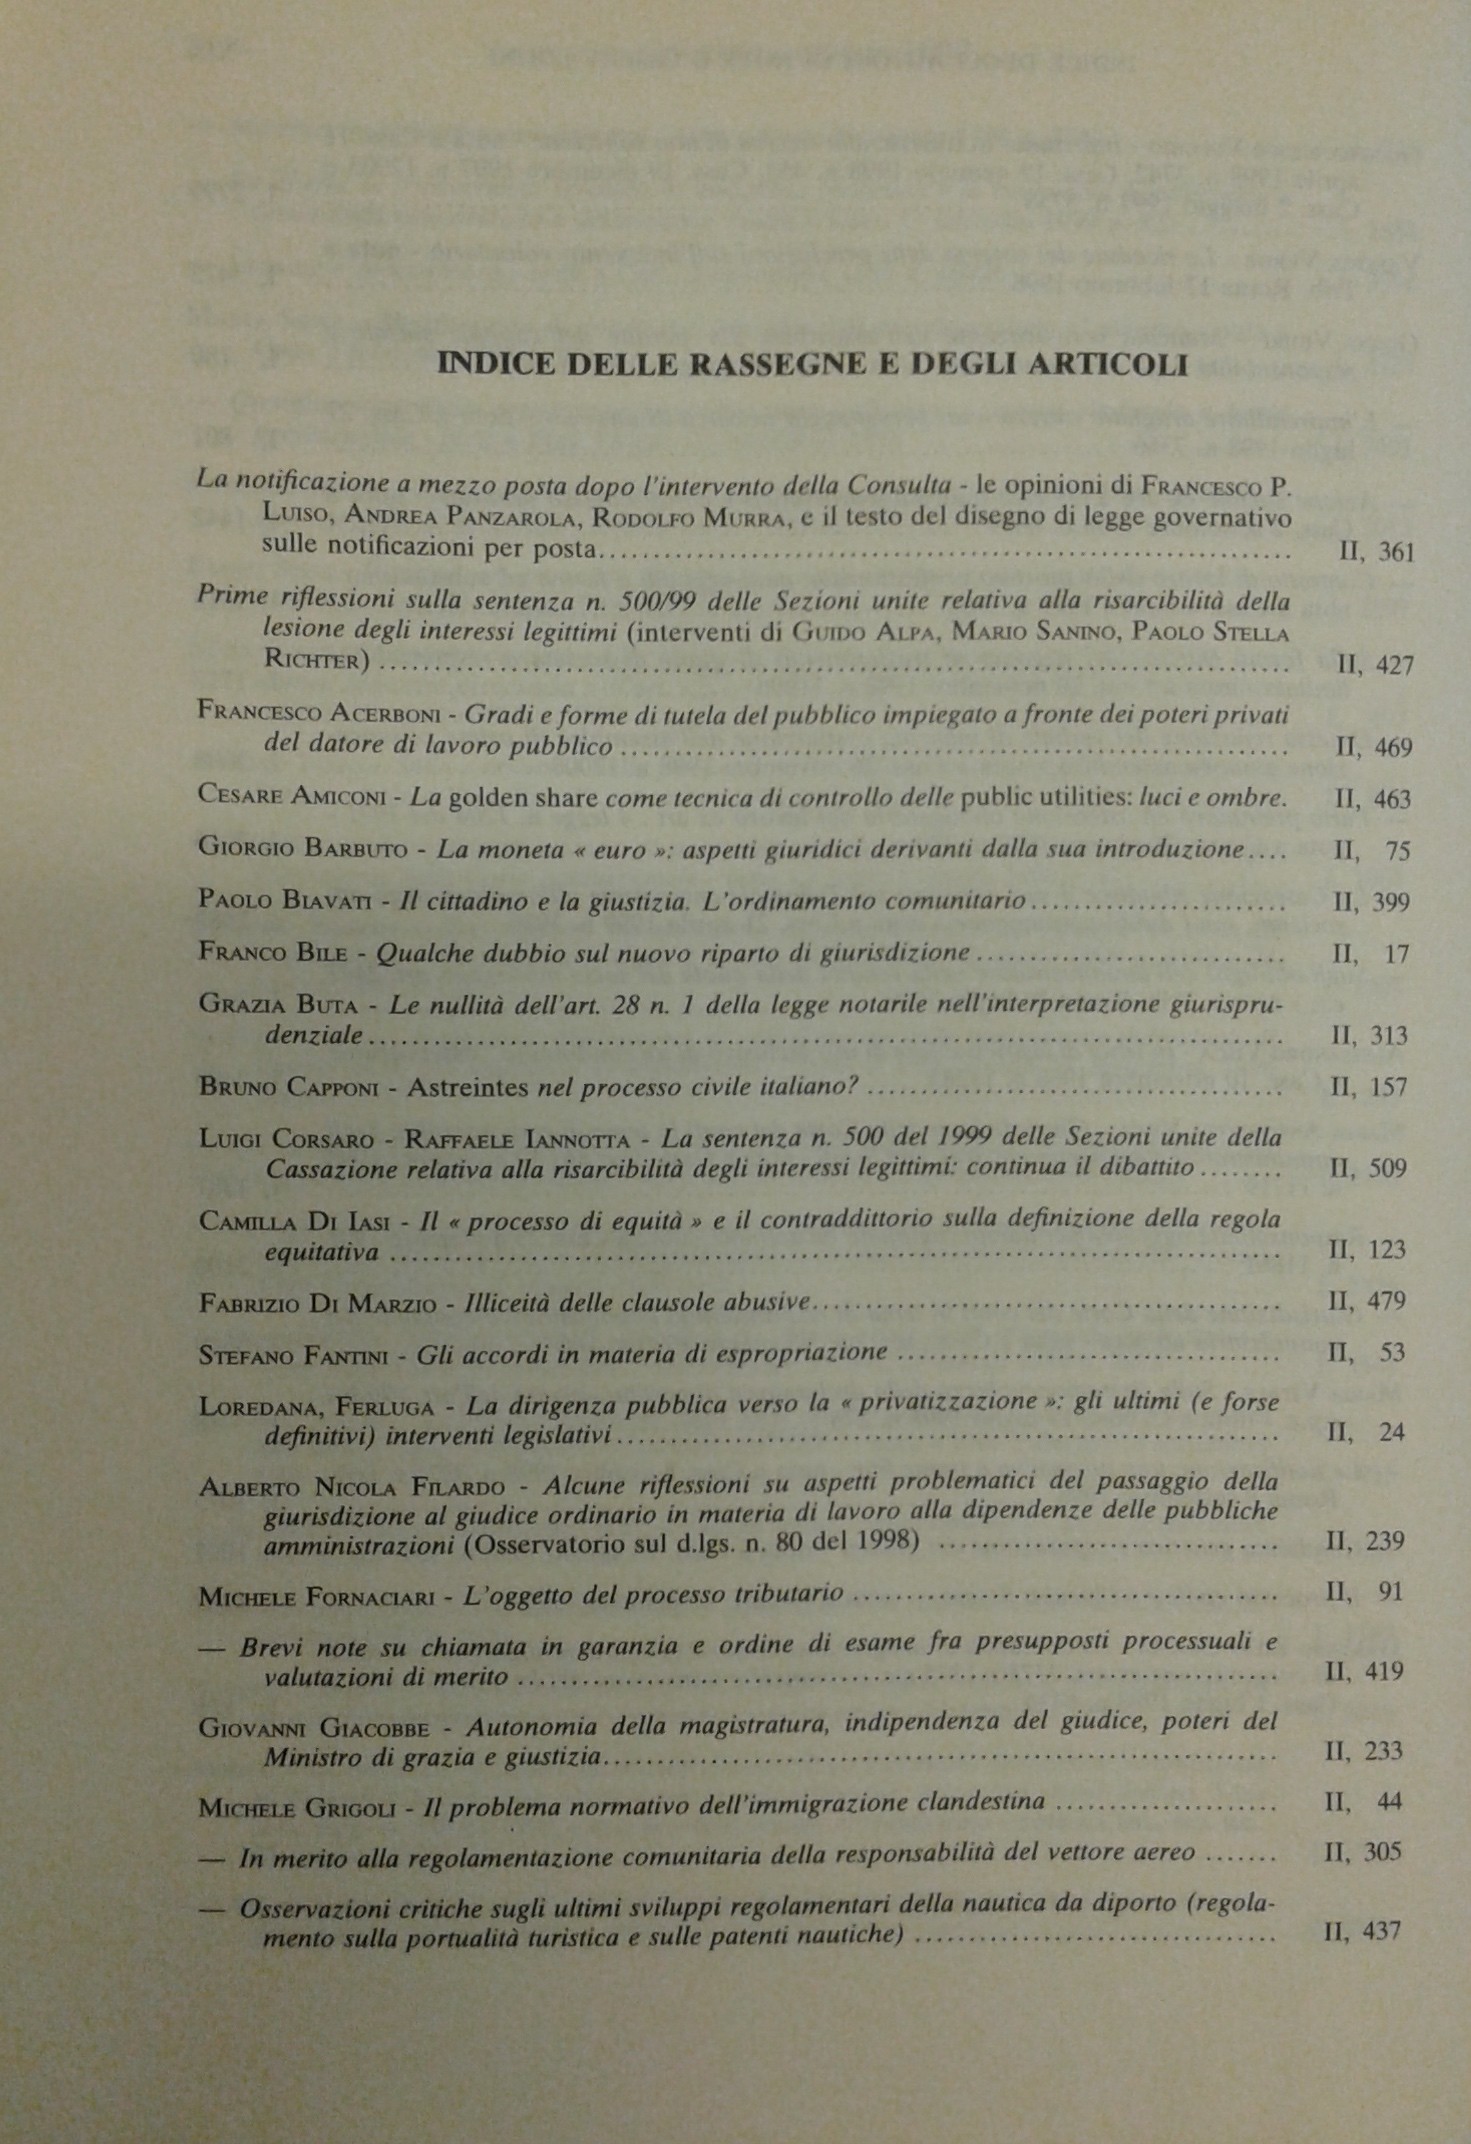 INDICE DELLE RASSEGNE E DEGLI ARTICOLI
La notificazione a mezzo posta dopo l'intervento della Consulta - le opinioni di FRANCESCO P.
LUISO, ANDREA PANZAROLA, RODOLFO MURRA, e il testo del disegno di legge governativo
sulle notificazioni per posta.......... II, 361
Prime riflessioni sulla sentenza n. 500/99 delle Sezioni unite relativa alla risarcibilità della
lesione degli interessi legittimi (interventi di GUIDO ALPA, MARIO SANINO, PAOLO STELLA
RICHTER) .......... II, 427
FRANCESCO ACERBONI - Gradi e forme di tutela del pubblico impiegato a fronte dei poteri privati
del datore di lavoro pubblico .......... II, 469
CESARE AMICONI - La golden share come tecnica di controllo delle public utilities: luci e ombre. II, 463
GIORGIO BARBUTO - La moneta « euro »: aspetti giuridici derivanti dalla sua introduzione.... II, 75
PAOLO BIAVATI - Il cittadino e la giustizia. L'ordinamento comunitario.......... II, 399
FRANCO BILE - Qualche dubbio sul nuovo riparto di giurisdizione.......... II, 17
GRAZIA BUTA - Le nullità dell'art. 28 n. 1 della legge notarile nell'interpretazione giurispru-
denziale.......... II, 313
BRUNO CAPPONI - Astreintes nel processo civile italiano? .......... II, 157
LUIGI CORSARO - RAFFAELE IANNOTTA - La sentenza n. 500 del 1999 delle Sezioni unite della
Cassazione relativa alla risarcibilità degli interessi legittimi: continua il dibattito........ II, 509
CAMILLA DI IASI - Il « processo di equità » e il contraddittorio sulla definizione della regola
equitativa .......... II, 123
FABRIZIO DI MARZIO - Illiceità delle clausole abusive.......... II, 479
STEFANO FANTINI - Gli accordi in materia di espropriazione .......... II, 53
LOREDANA, FERLUGA - La dirigenza pubblica verso la « privatizzazione »: gli ultimi (e forse
definitivi) interventi legislativi.......... II, 24
ALBERTO NICOLA FILARDO - Alcune riflessioni su aspetti problematici del passaggio della
giurisdizione al giudice ordinario in materia di lavoro alla dipendenze delle pubbliche
amministrazioni (Osservatorio sul d.lgs. n. 80 del 1998) .......... II, 239
MICHELE FORNACIARI - L'oggetto del processo tributario .......... II, 91
— Brevi note su chiamata in garanzia e ordine di esame fra presupposti processuali e
valutazioni di merito .......... II, 419
GIOVANNI GIACOBBE - Autonomia della magistratura, indipendenza del giudice, poteri del
Ministro di grazia e giustizia.......... II, 233
MICHELE GRIGOLI - Il problema normativo dell'immigrazione clandestina .......... II, 44
— In merito alla regolamentazione comunitaria della responsabilità del vettore aereo ....... II, 305
— Osservazioni critiche sugli ultimi sviluppi regolamentari della nautica da diporto (regola-
mento sulla portualità turistica e sulle patenti nautiche) .......... II, 437